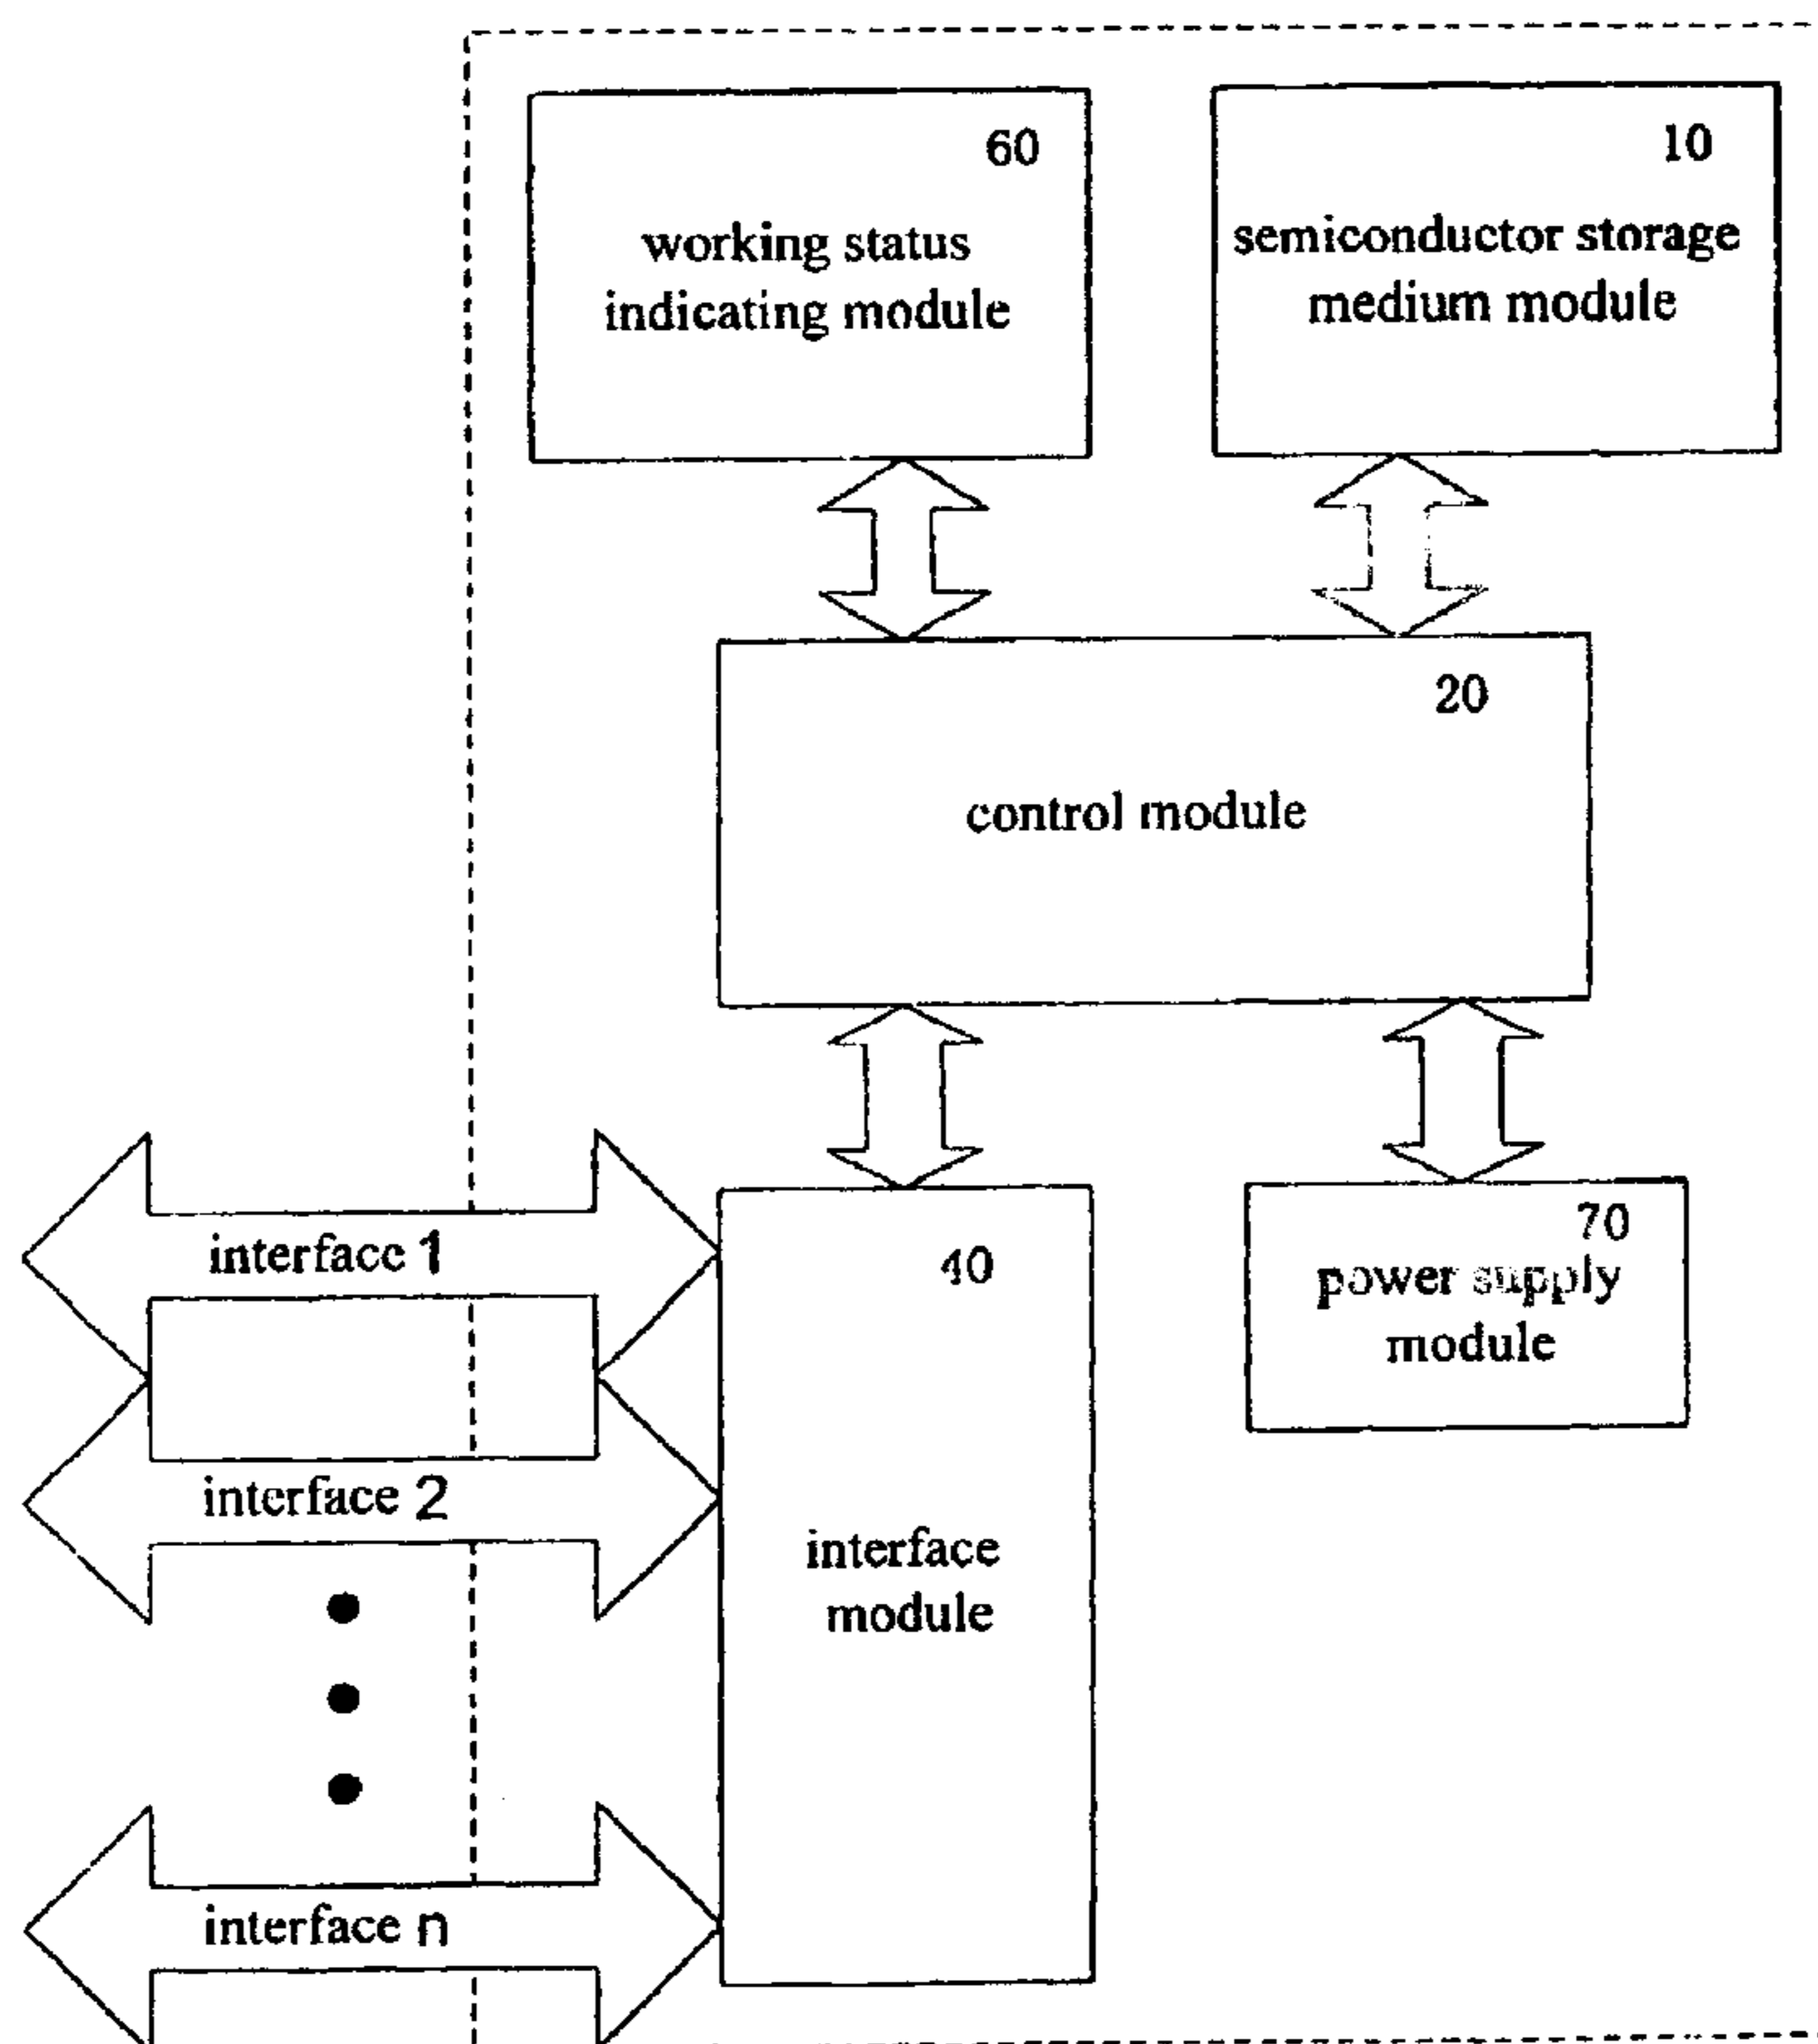 60
working status
indicating module
10
semiconductor storage
medium module
20
control module
interface 1
40
70
power supply
module
interface 2
interface
module
interface n